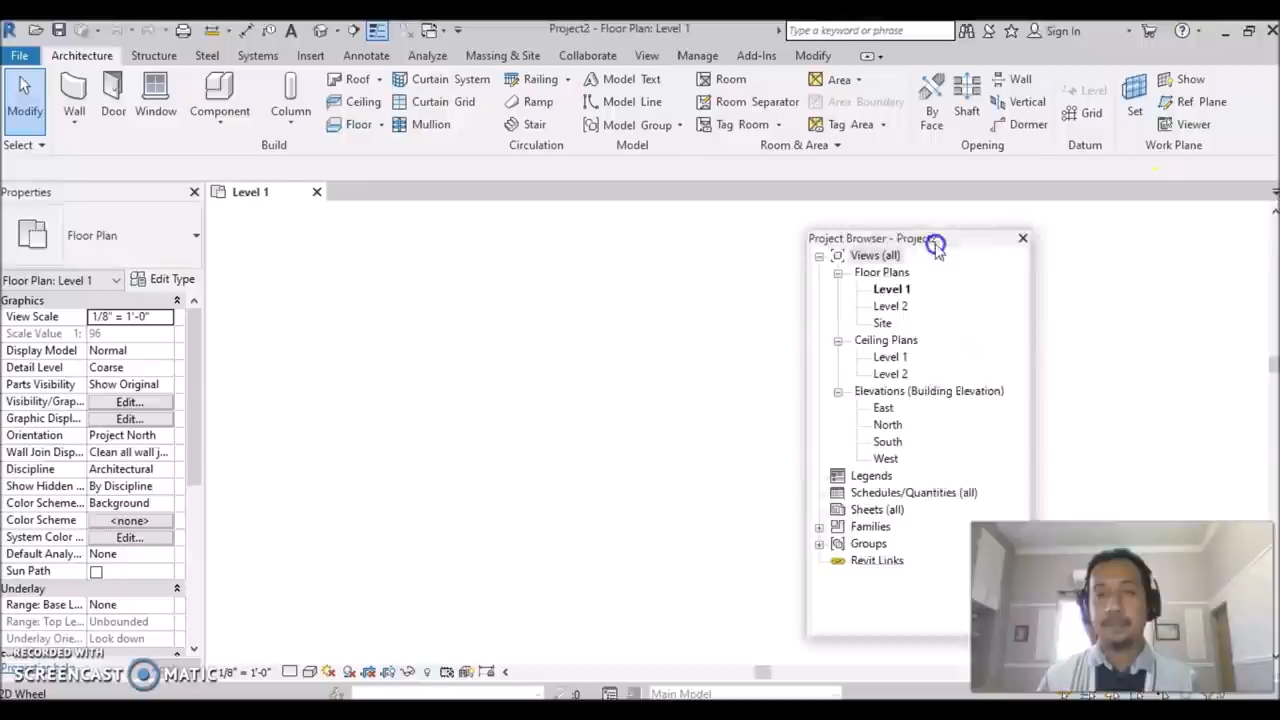 Project2 - Floor Plan: Level 1
Type a keyword or phrase
Sign In
File
Architecture
Structure
Steel
Systems
Insert
Annotate
Analyze
Massing & Site
Collaborate
View
Manage
Add-Ins
Modify
Modify
Wall
Door
Window
Component
Column
Roof
Ceiling
Floor
Curtain System
Curtain Grid
Mullion
Railing
Ramp
Stair
Model Text
Model Line
Model Group
Room
Room Separator
Tag Room
Area
Area Boundary
Tag Area
By Face
Shaft
Wall
Vertical
Dormer
Level
Grid
Set
Show
Ref Plane
Viewer
Select
Build
Circulation
Model
Room & Area
Opening
Datum
Work Plane
Properties
Level 1
Floor Plan
Floor Plan: Level 1
Edit Type
Graphics
View Scale 1/8" = 1'-0"
Scale Value 1: 96
Display Model Normal
Detail Level Coarse
Parts Visibility Show Original
Visibility/Grap... Edit...
Graphic Displ... Edit...
Orientation Project North
Wall Join Disp... Clean all wall j...
Discipline Architectural
Show Hidden ... By Discipline
Color Scheme... Background
Color Scheme <none>
System Color ... Edit...
Default Analy... None
Sun Path
Underlay
Range: Base L... None
Range: Top Le... Unbounded
Underlay Orie... Look down
Project Browser - Project2
Views (all)
Floor Plans
Level 1
Level 2
Site
Ceiling Plans
Level 1
Level 2
Elevations (Building Elevation)
East
North
South
West
Legends
Schedules/Quantities (all)
Sheets (all)
Families
Groups
Revit Links
RECORDED WITH
SCREENCAST MATIC
1/8" = 1'-0"
2D Wheel
:0
Main Model